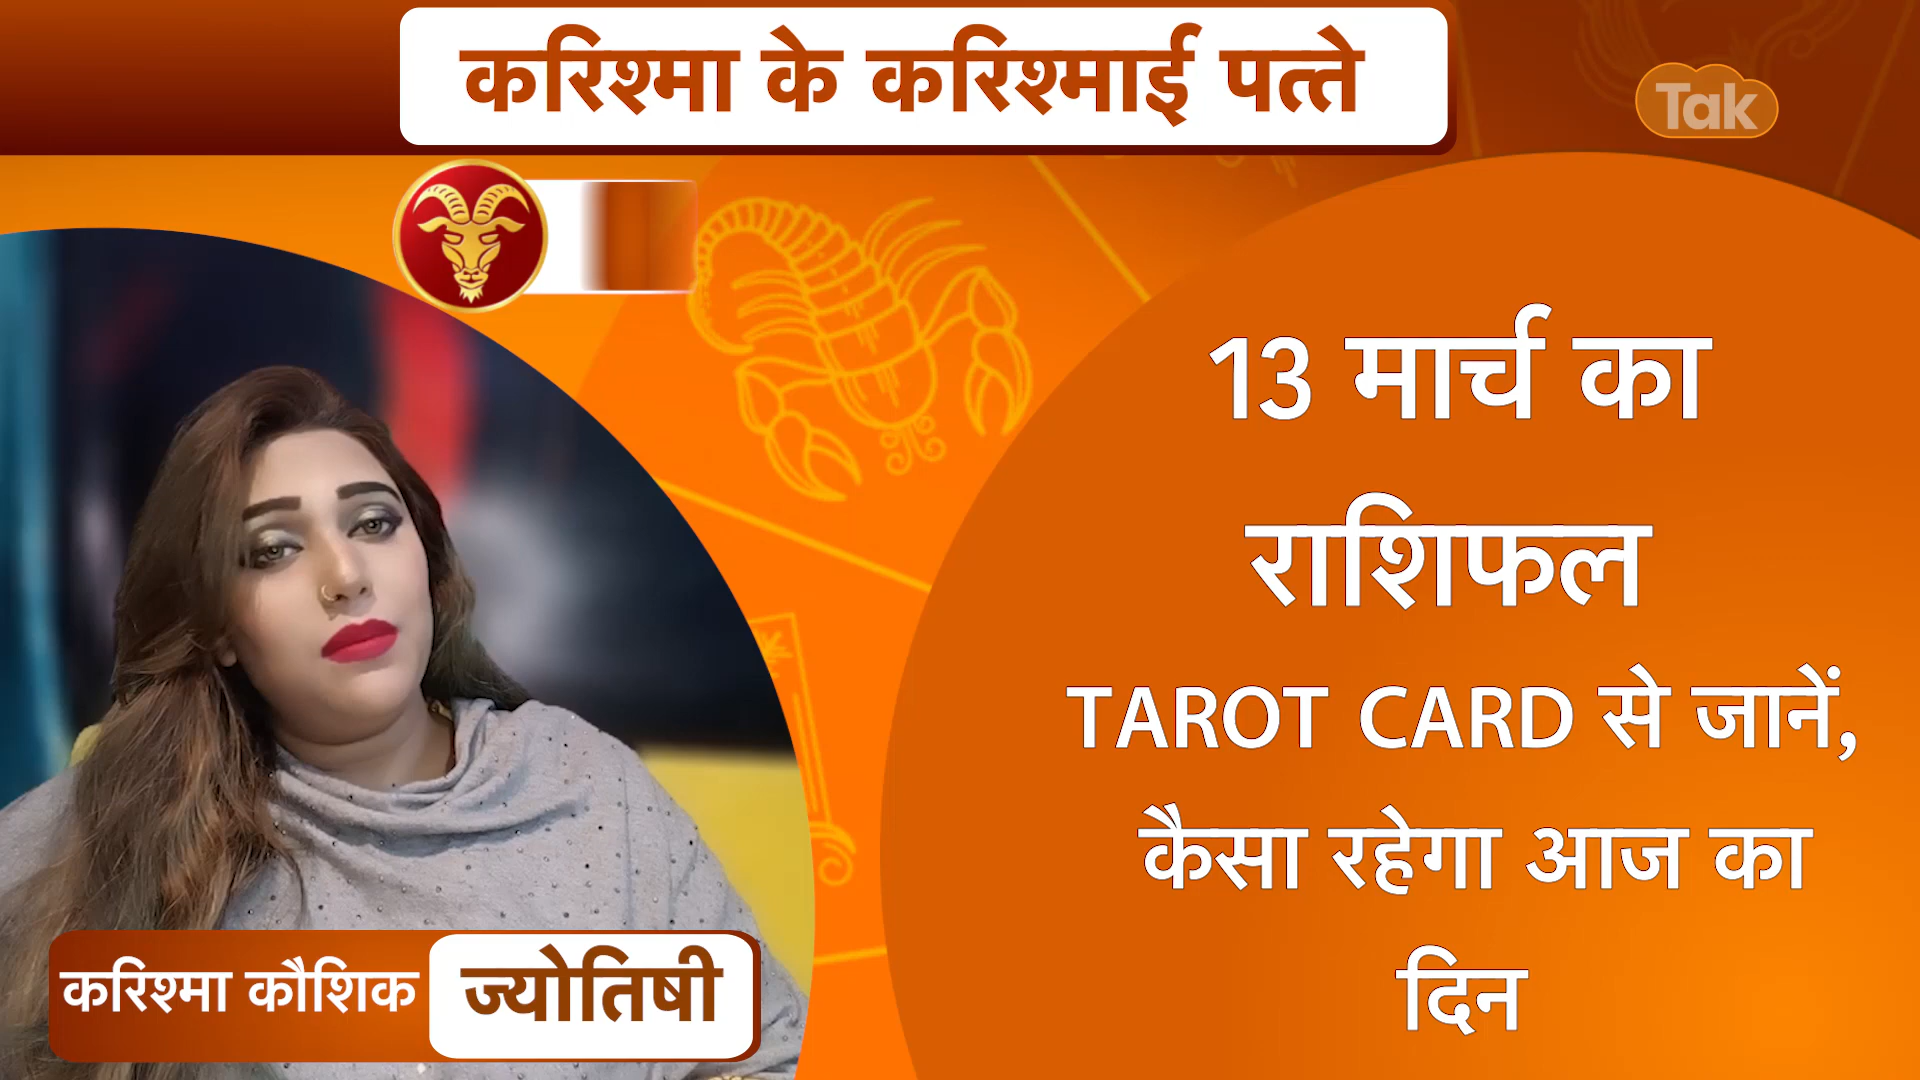 करिश्मा के करिश्माई पत्ते
Tak
13 मार्च का
राशिफल
TAROT CARD से जानें,
कैसा रहेगा आज का
दिन
करिश्मा कौशिक
ज्योतिषी